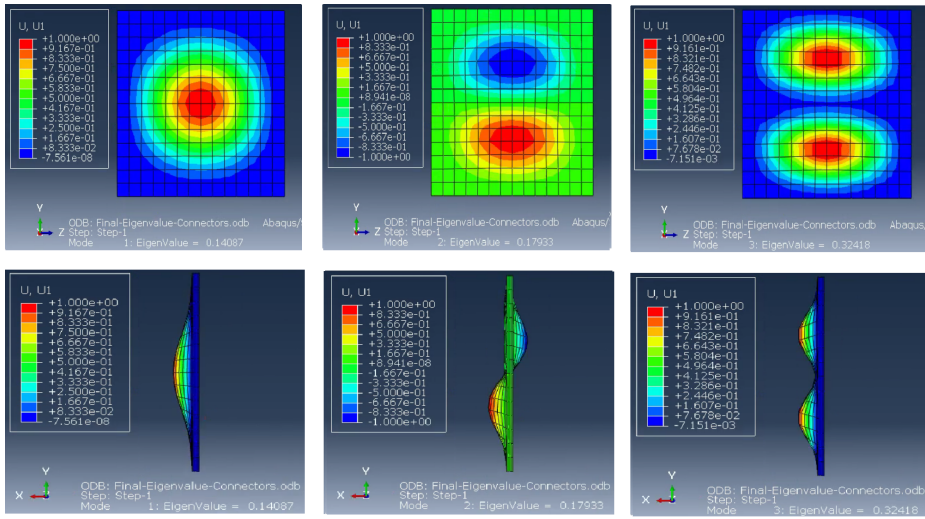 U, U1
+1.000e+00
+9.167e-01
+8.333e-01
+7.500e-01
+6.667e-01
+5.833e-01
+5.000e-01
+4.167e-01
+3.333e-01
+2.500e-01
+1.667e-01
+8.333e-02
-7.561e-08
Y
Z
ODB: Final-Eigenvalue-Connectors.odb Abaqus/
Step: Step-1
Mode 1: EigenValue = 0.14087
U, U1
+1.000e+00
+8.333e-01
+6.667e-01
+5.000e-01
+3.333e-01
+1.667e-01
+8.941e-08
-1.667e-01
-3.333e-01
-5.000e-01
-6.667e-01
-8.333e-01
-1.000e+00
Y
Z
ODB: Final-Eigenvalue-Connectors.odb Abaqus/
Step: Step-1
Mode 2: EigenValue = 0.17933
U, U1
+1.000e+00
+9.161e-01
+8.321e-01
+7.482e-01
+6.643e-01
+5.804e-01
+4.964e-01
+4.125e-01
+3.286e-01
+2.446e-01
+1.607e-01
+7.678e-02
-7.151e-03
Y
Z
ODB: Final-Eigenvalue-Connectors.odb Abaqus
Step: Step-1
Mode 3: EigenValue = 0.32418
U, U1
+1.000e+00
+9.167e-01
+8.333e-01
+7.500e-01
+6.667e-01
+5.833e-01
+5.000e-01
+4.167e-01
+3.333e-01
+2.500e-01
+1.667e-01
+8.333e-02
-7.561e-08
Y
X
ODB: Final-Eigenvalue-Connectors.odb
Step: Step-1
Mode 1: EigenValue = 0.14087
U, U1
+1.000e+00
+8.333e-01
+6.667e-01
+5.000e-01
+3.333e-01
+1.667e-01
+8.941e-08
-1.667e-01
-3.333e-01
-5.000e-01
-6.667e-01
-8.333e-01
-1.000e+00
Y
X
ODB: Final-Eigenvalue-Connectors.odb
Step: Step-1
Mode 2: EigenValue = 0.17933
U, U1
+1.000e+00
+9.161e-01
+8.321e-01
+7.482e-01
+6.643e-01
+5.804e-01
+4.964e-01
+4.125e-01
+3.286e-01
+2.446e-01
+1.607e-01
+7.678e-02
-7.151e-03
Y
X
ODB: Final-Eigenvalue-Connectors.odb
Step: Step-1
Mode 3: EigenValue = 0.32418